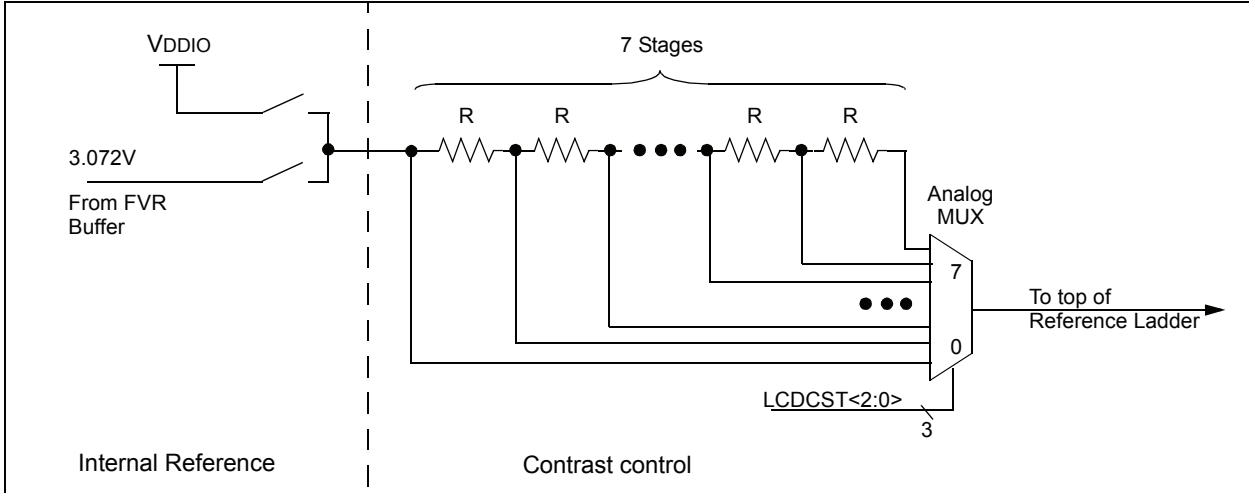 VDDIO
7 Stages
R
R
R
R
3.072V
From FVR
Buffer
Analog
MUX
7
To top of
Reference Ladder
0
LCDCST<2:0>
3
Internal Reference
Contrast control